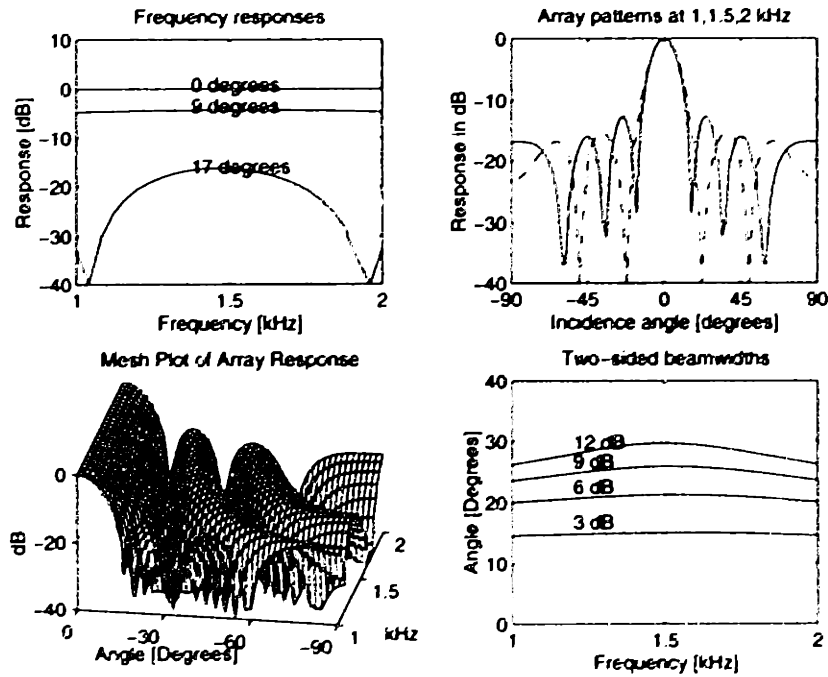 Frequency responses
10
0
-10
-20
-30
-40
Response [dB]
0 degrees
9 degrees
17 degrees
1
1.5
2
Frequency [kHz]
Array patterns at 1,1.5,2 kHz
0
-10
-20
-30
-40
Response in dB
-90
-45
0
45
90
Incidence angle [degrees]
Mesh Plot of Array Response
0
-20
-40
dB
0
-30
-60
-90
Angle [Degrees]
1
1.5
2
kHz
Two-sided beamwidths
40
30
20
10
0
Angle [Degrees]
12 dB
9 dB
6 dB
3 dB
1
1.5
2
Frequency [kHz]